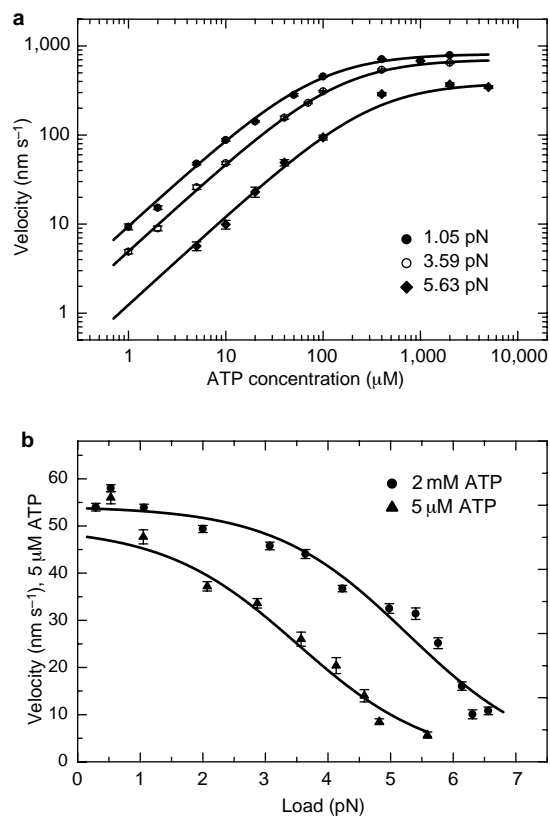 a
1,000
100
10
1
Velocity (nm s⁻¹)
1.05 pN
3.59 pN
5.63 pN
1 10 100 1,000 10,000
ATP concentration (μM)
b
60
50
40
30
20
10
0
Velocity (nm s⁻¹), 5 μM ATP
2 mM ATP
5 μM ATP
0 1 2 3 4 5 6 7
Load (pN)